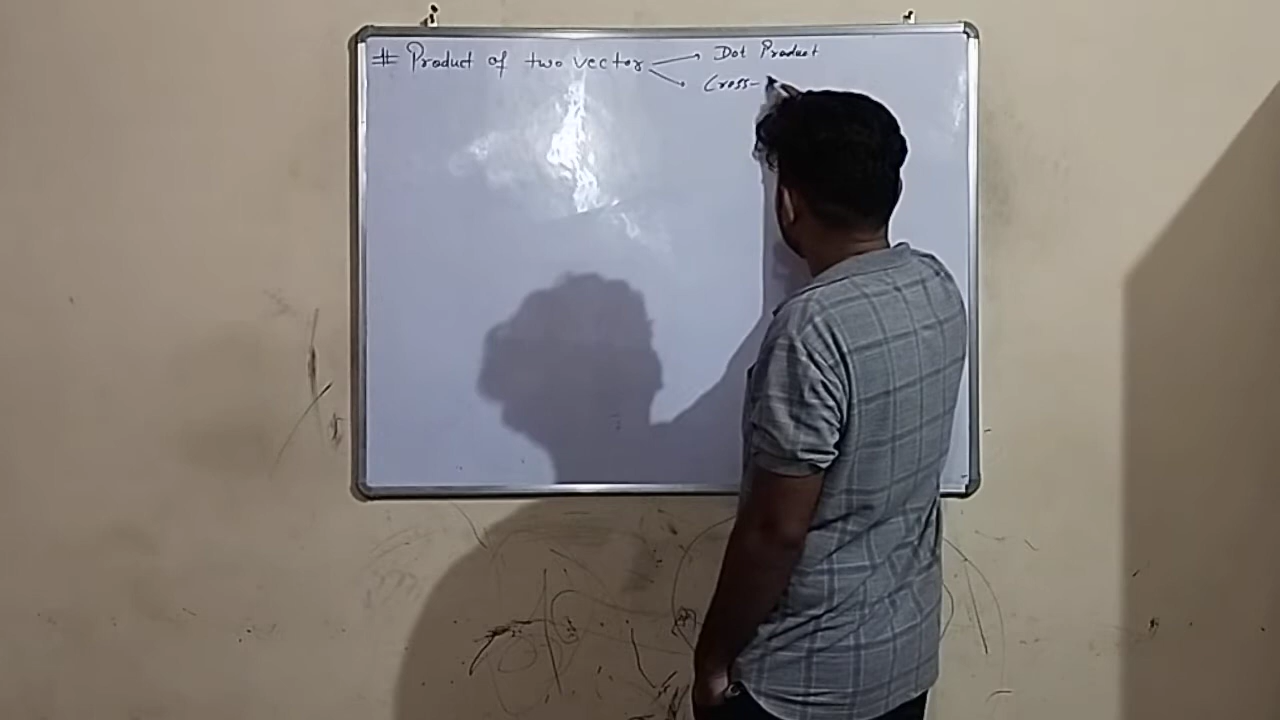 # Product of two vector → Dot Product
→ Cross-